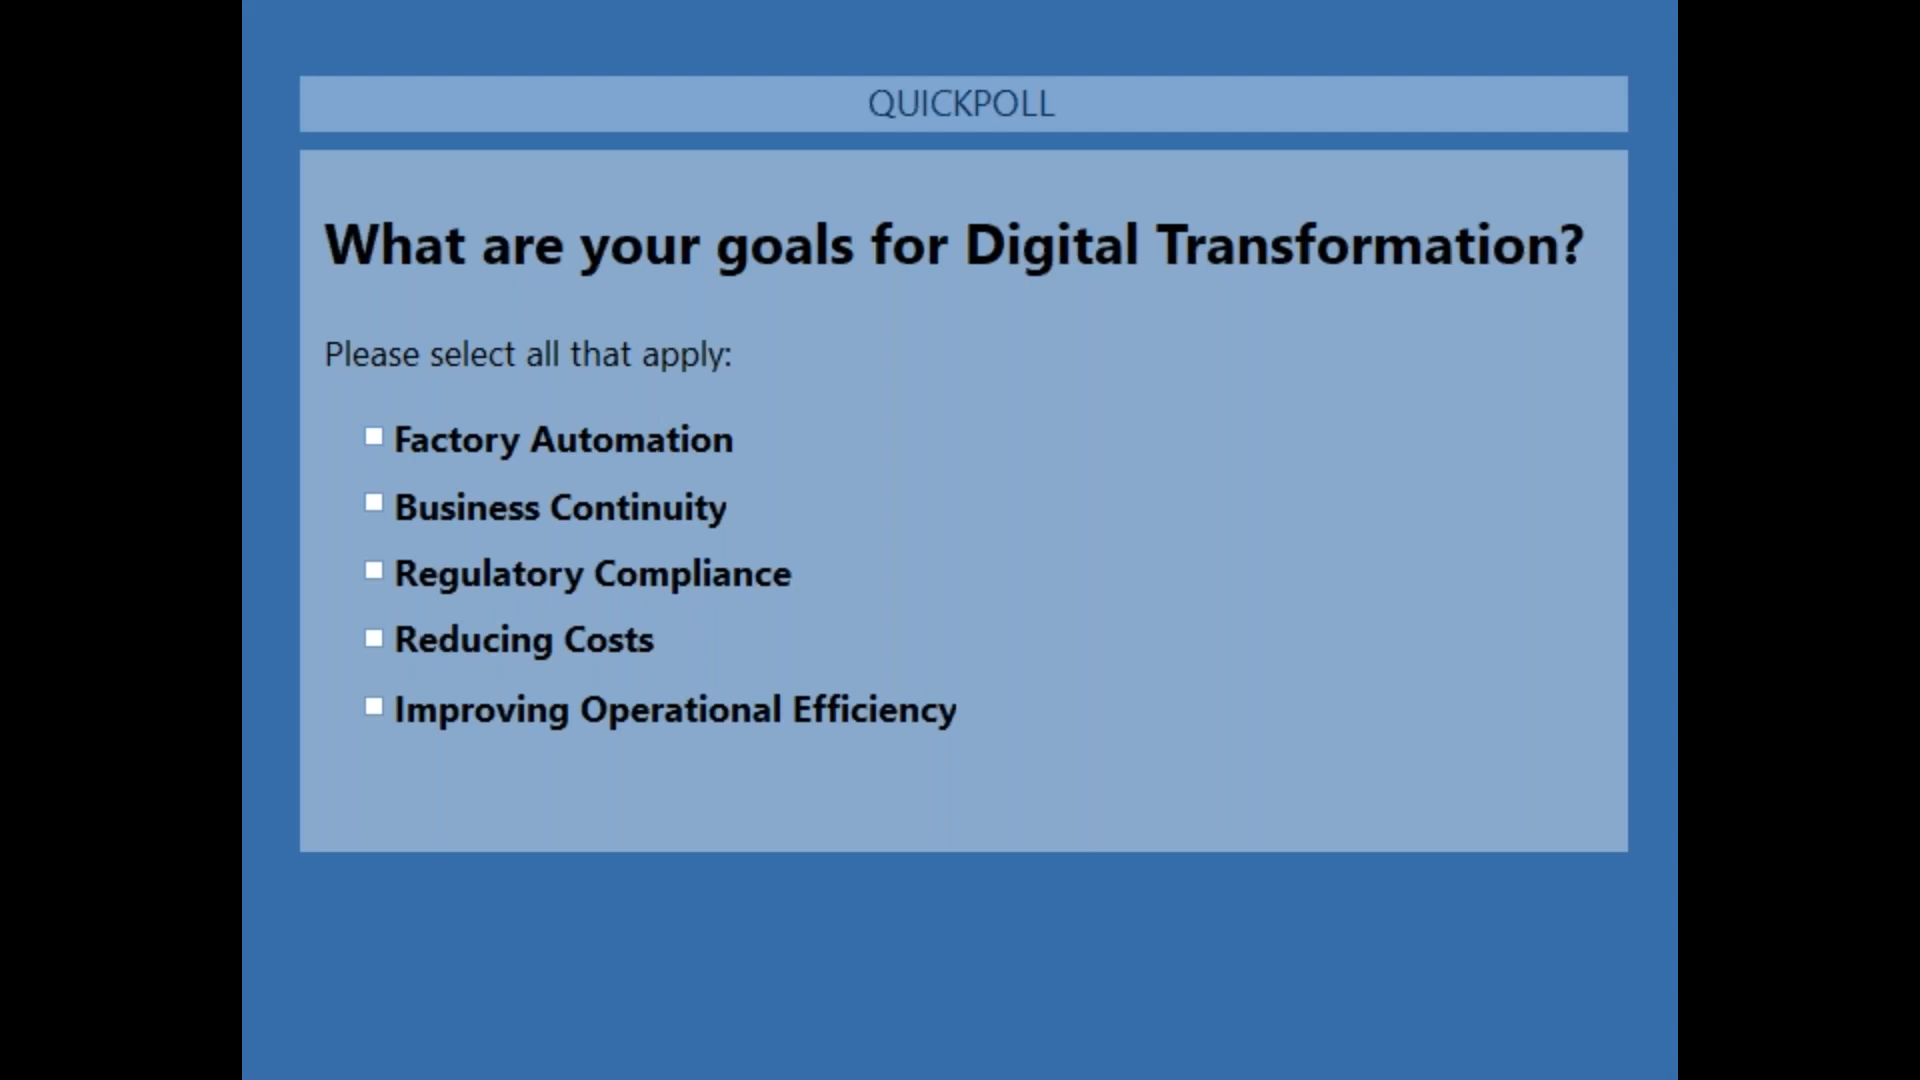 QUICKPOLL
What are your goals for Digital Transformation?
Please select all that apply:
Factory Automation
Business Continuity
Regulatory Compliance
Reducing Costs
Improving Operational Efficiency